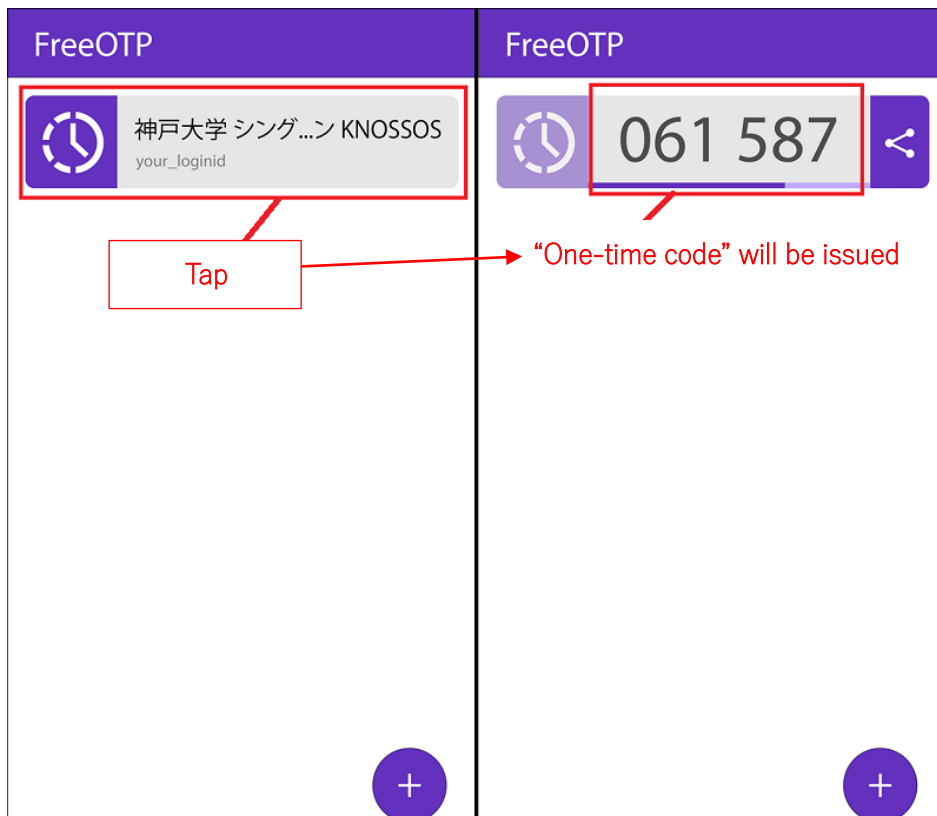 FreeOTP
神戸大学 シング...ン KNOSSOS
your_loginid
Tap
FreeOTP
061 587
“One-time code” will be issued
+
+